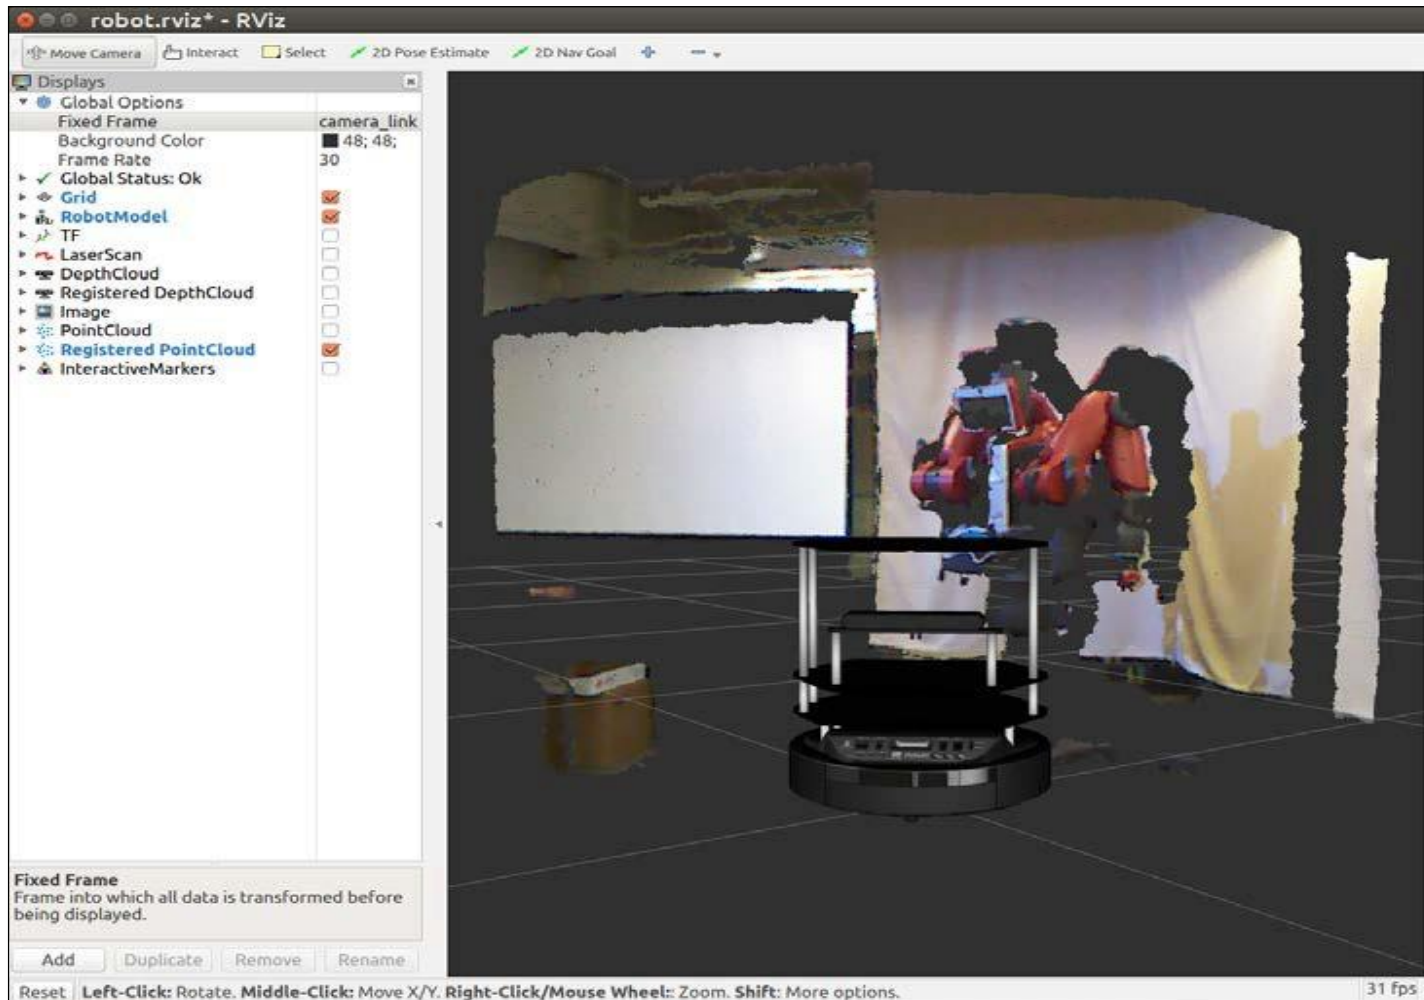 robot.rviz* - RViz
Move Camera Interact Select 2D Pose Estimate 2D Nav Goal
Displays
Global Options
Fixed Frame camera_link
Background Color 48; 48;
Frame Rate 30
Global Status: Ok
Grid
RobotModel
TF
LaserScan
DepthCloud
Registered DepthCloud
Image
PointCloud
Registered PointCloud
InteractiveMarkers
Fixed Frame
Frame into which all data is transformed before
being displayed.
Add Duplicate Remove Rename
Reset Left-Click: Rotate. Middle-Click: Move X/Y. Right-Click/Mouse Wheel:: Zoom. Shift: More options. 31 fps